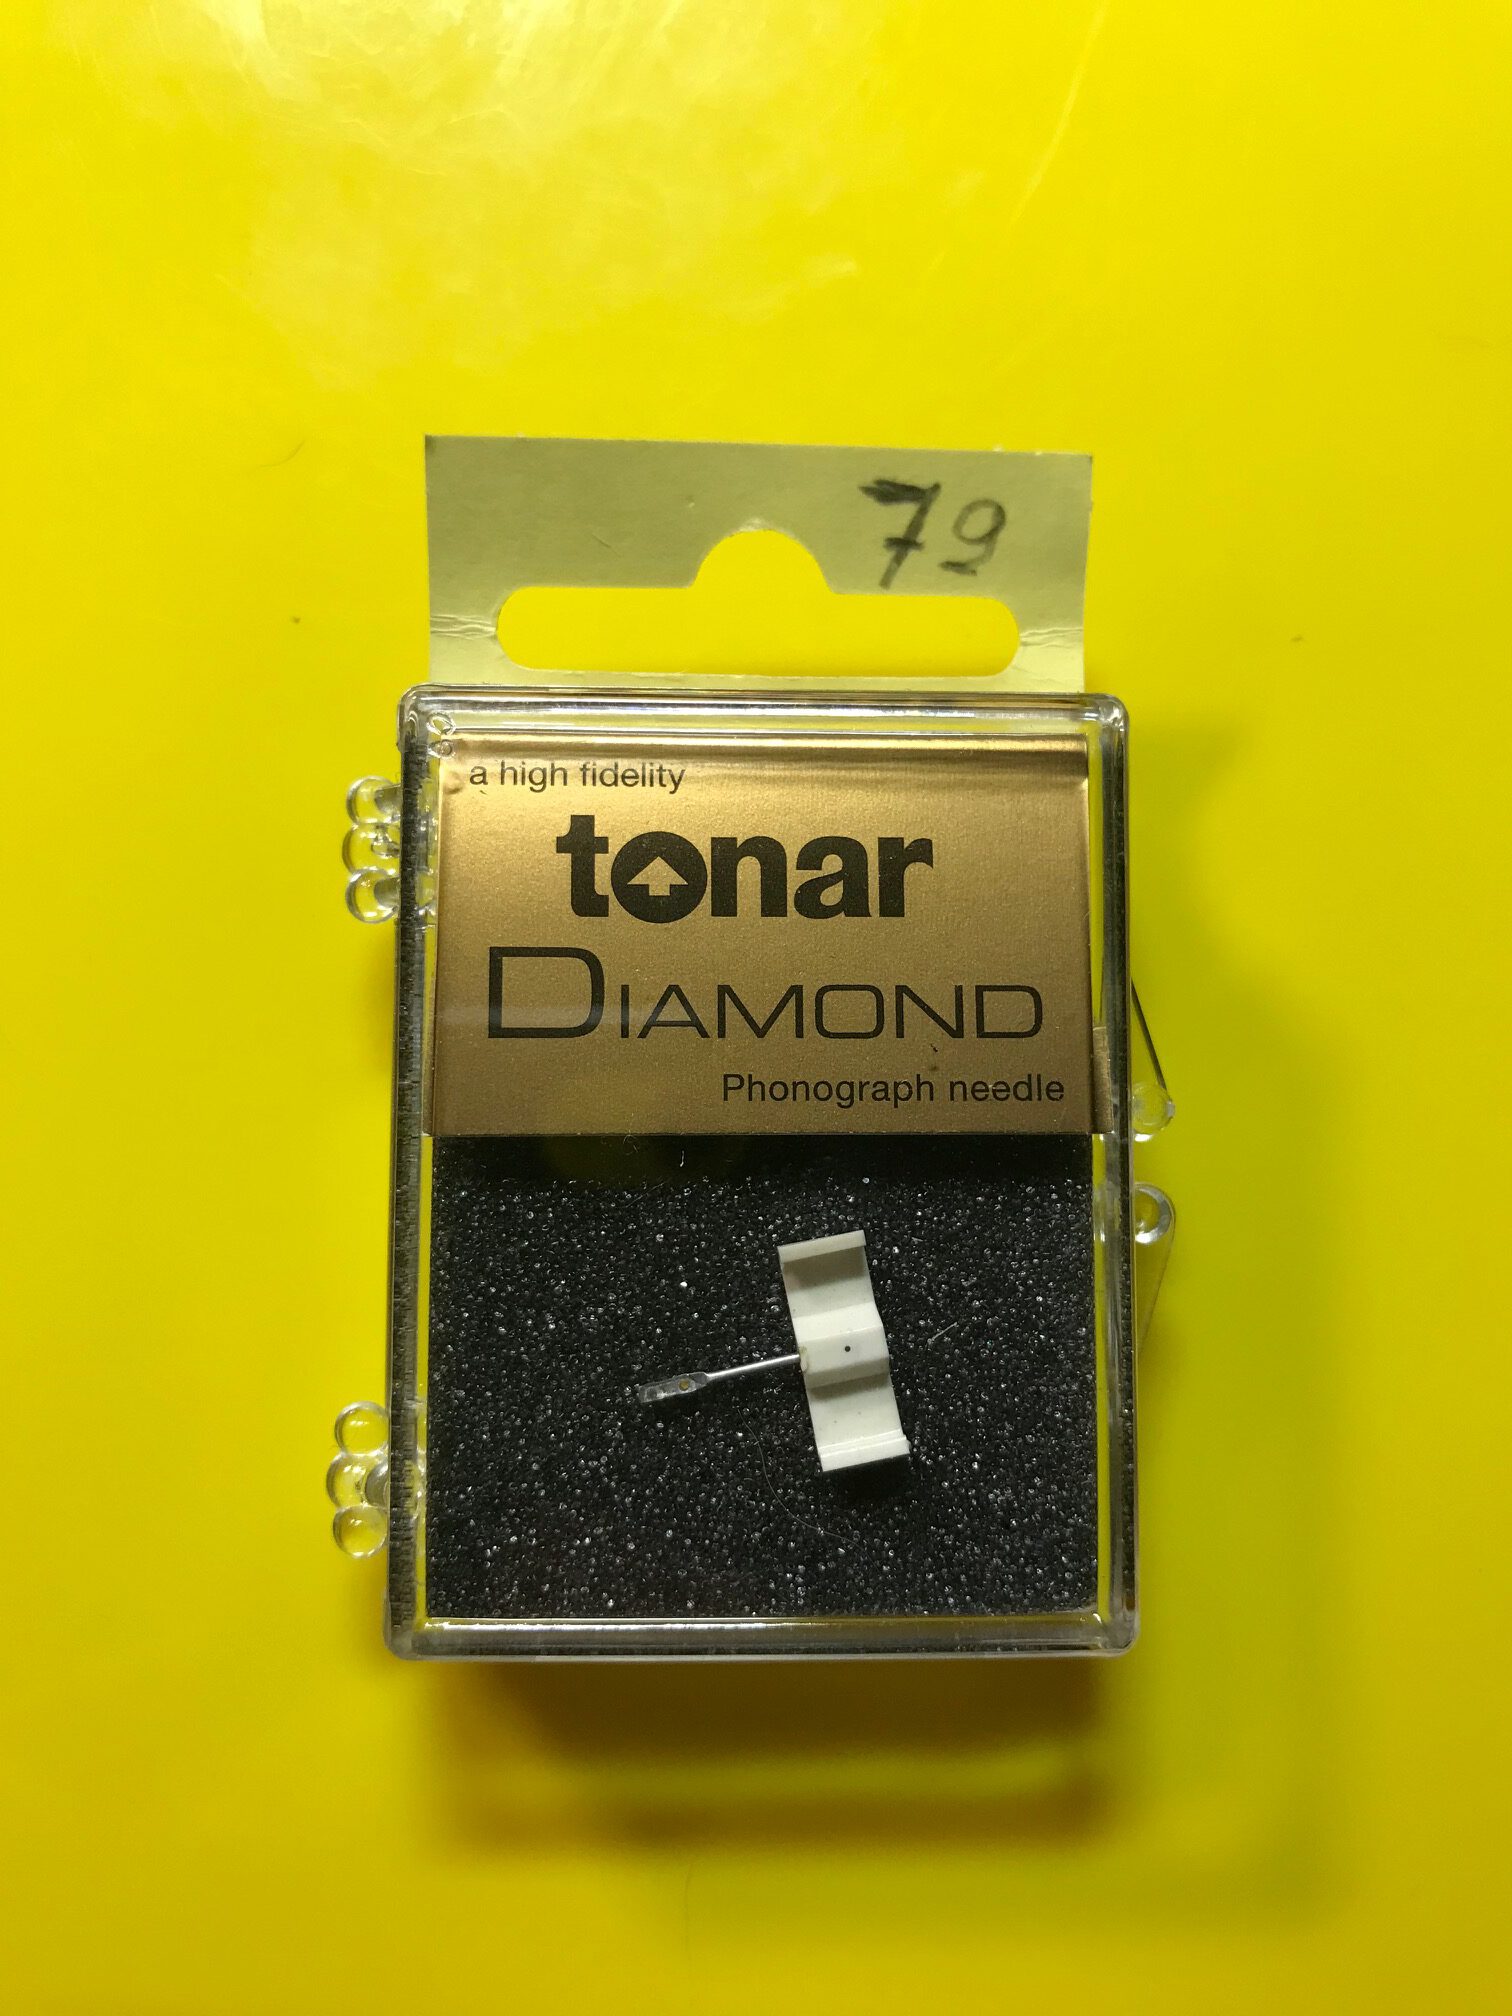 79
a high fidelity
tonar
DIAMOND
Phonograph needle